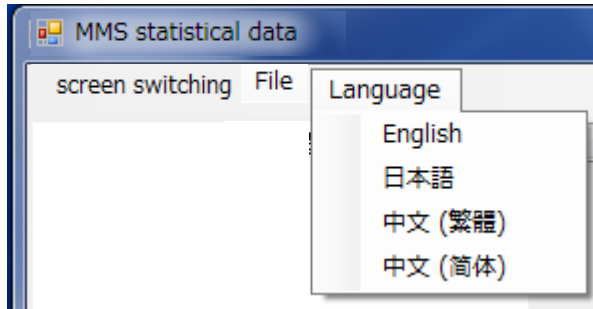 MMS statistical data
screen switching File Language
English
日本語
中文 (繁體)
中文 (简体)